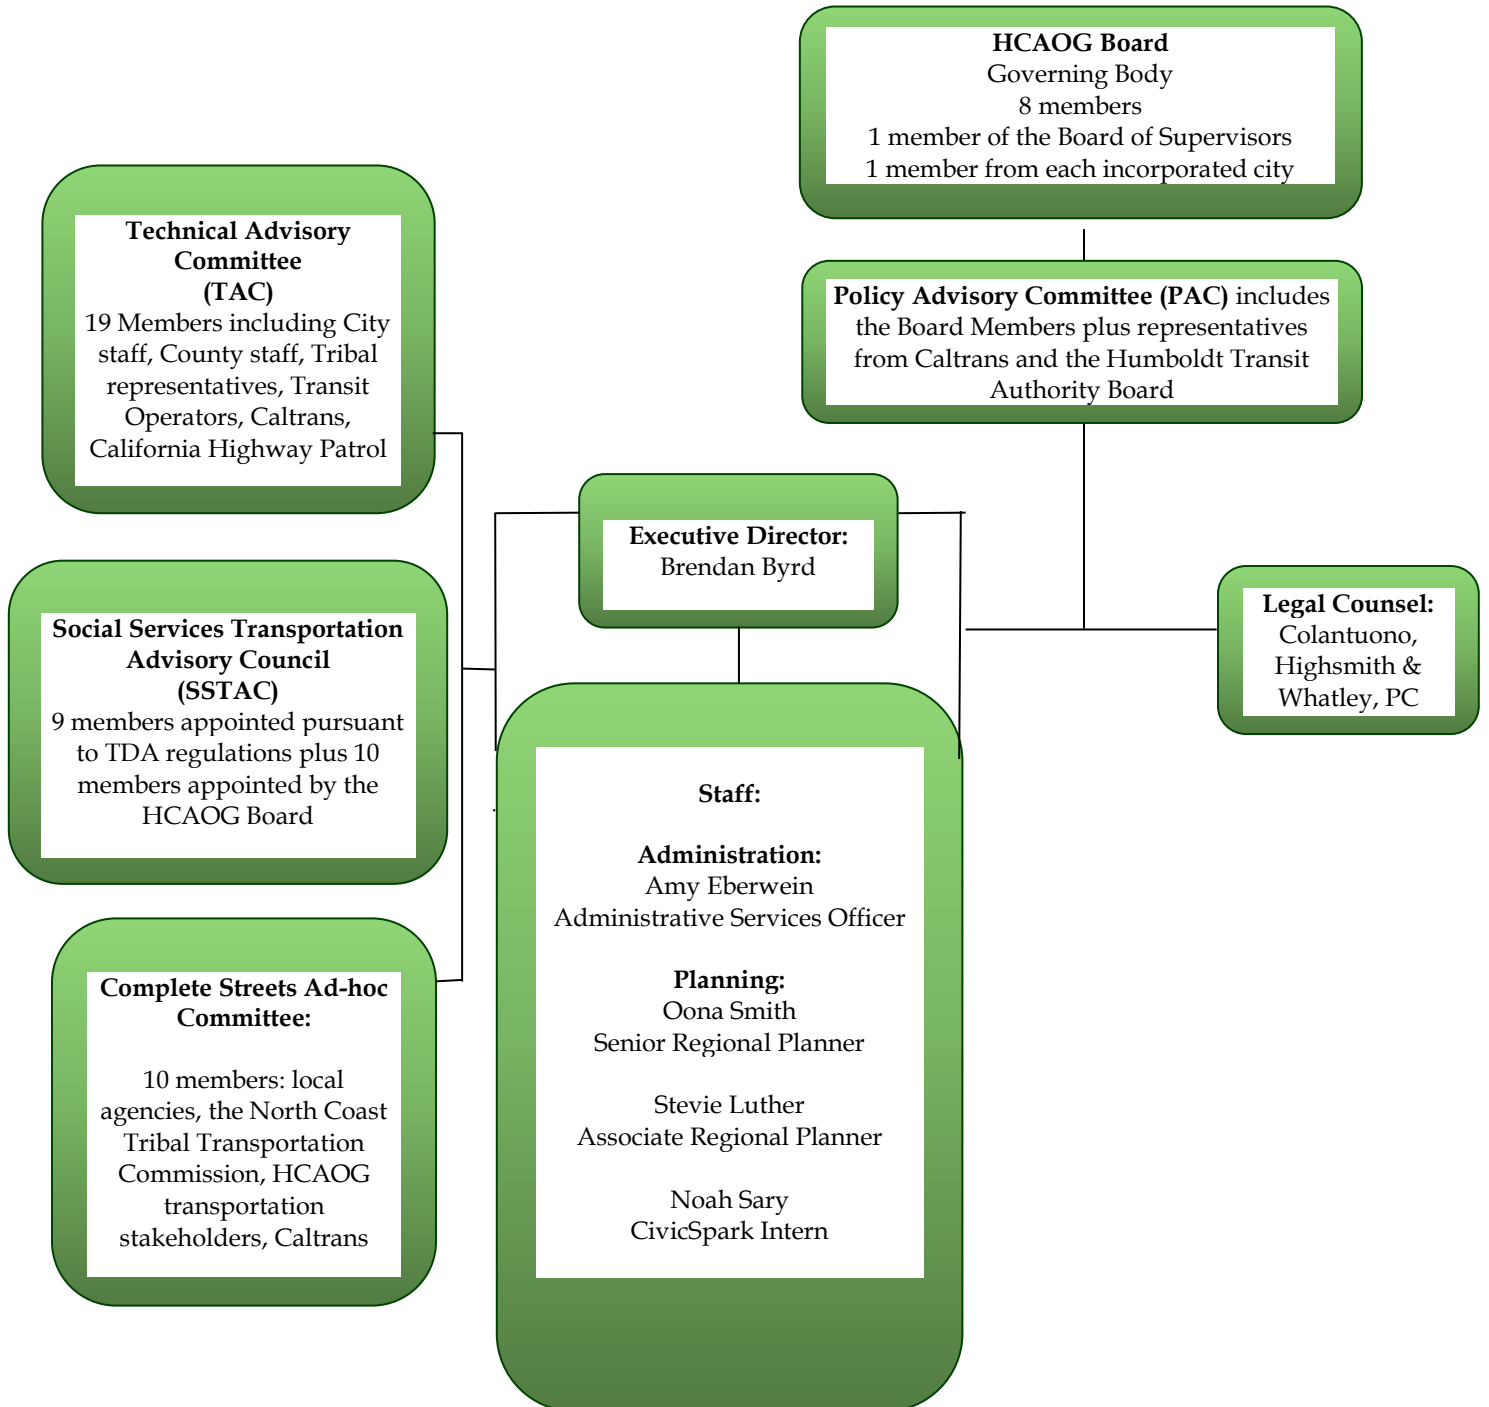 HCAOG Board
Governing Body
8 members
1 member of the Board of Supervisors
1 member from each incorporated city
Policy Advisory Committee (PAC) includes
the Board Members plus representatives
from Caltrans and the Humboldt Transit
Authority Board
Technical Advisory
Committee
(TAC)
19 Members including City
staff, County staff, Tribal
representatives, Transit
Operators, Caltrans,
California Highway Patrol
Executive Director:
Brendan Byrd
Legal Counsel:
Colantuono,
Highsmith &
Whatley, PC
Social Services Transportation
Advisory Council
(SSTAC)
9 members appointed pursuant
to TDA regulations plus 10
members appointed by the
HCAOG Board
Staff:
Administration:
Amy Eberwein
Administrative Services Officer
Planning:
Oona Smith
Senior Regional Planner
Stevie Luther
Associate Regional Planner
Noah Sary
CivicSpark Intern
Complete Streets Ad-hoc
Committee:
10 members: local
agencies, the North Coast
Tribal Transportation
Commission, HCAOG
transportation
stakeholders, Caltrans